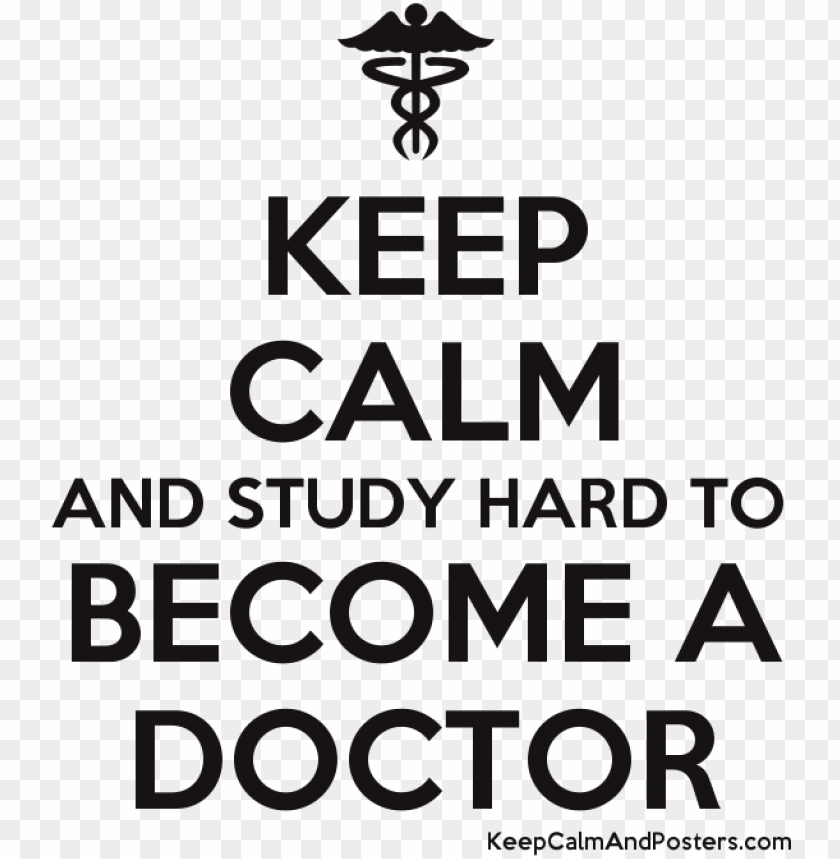 KEEP
CALM
AND STUDY HARD TO
BECOME A
DOCTOR
KeepCalmAndPosters.com